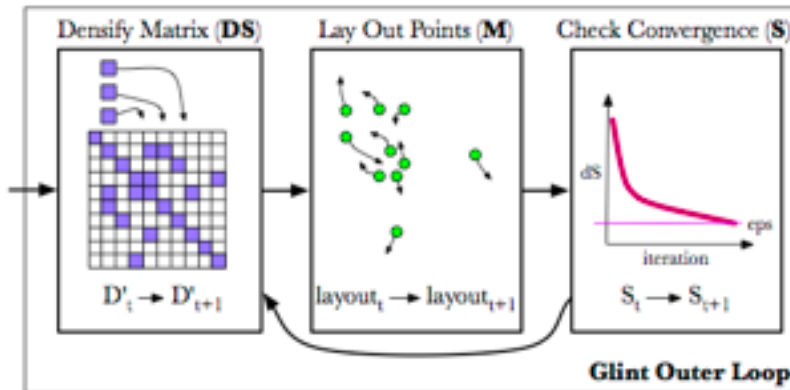 Densify Matrix (DS)
Lay Out Points (M)
Check Convergence (S)
dS
eps
iteration
D't → D't+1
layoutt → layoutt+1
St → St+1
Glint Outer Loop